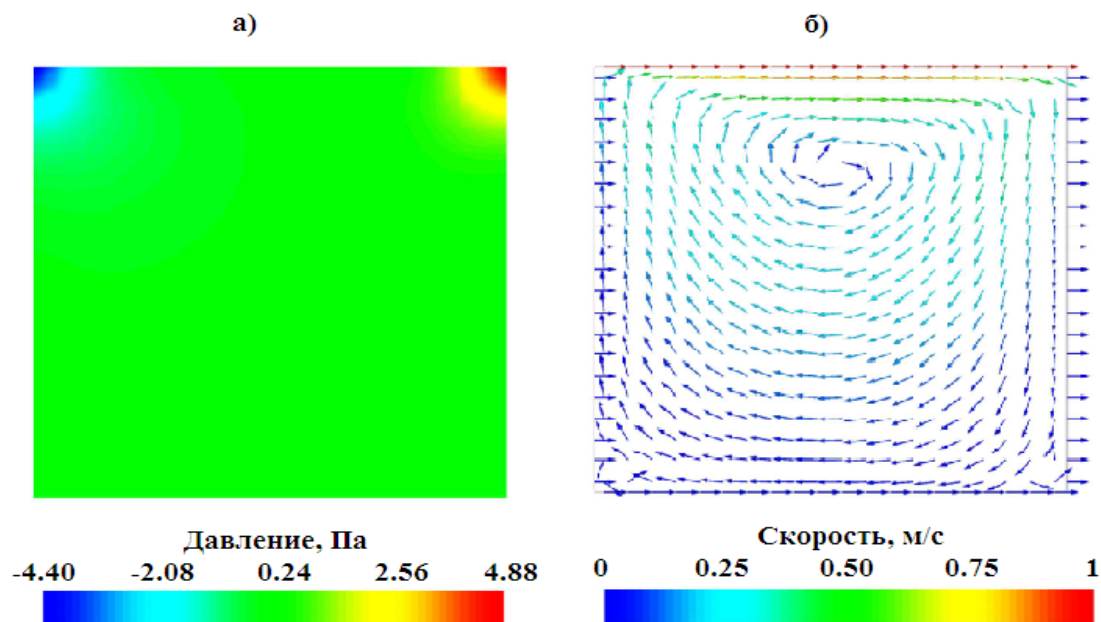 а)
б)
Давление, Па
-4.40 -2.08 0.24 2.56 4.88
Скорость, м/с
0 0.25 0.50 0.75 1